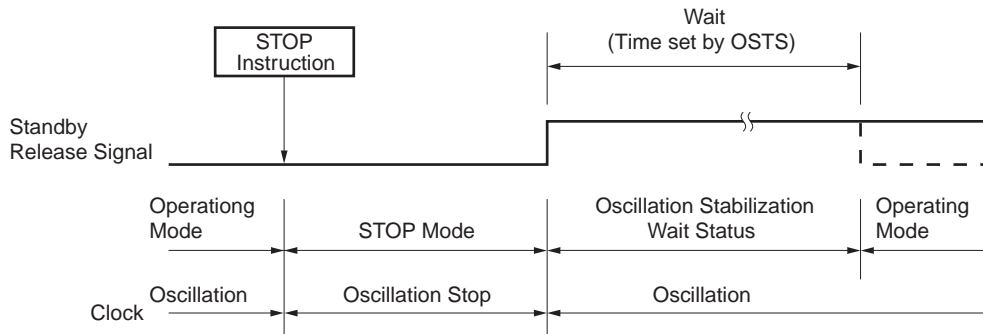 Wait
(Time set by OSTS)
STOP
Instruction
Standby
Release Signal
Operationg
Mode
STOP Mode
Oscillation Stabilization
Wait Status
Operating
Mode
Clock
Oscillation
Oscillation Stop
Oscillation